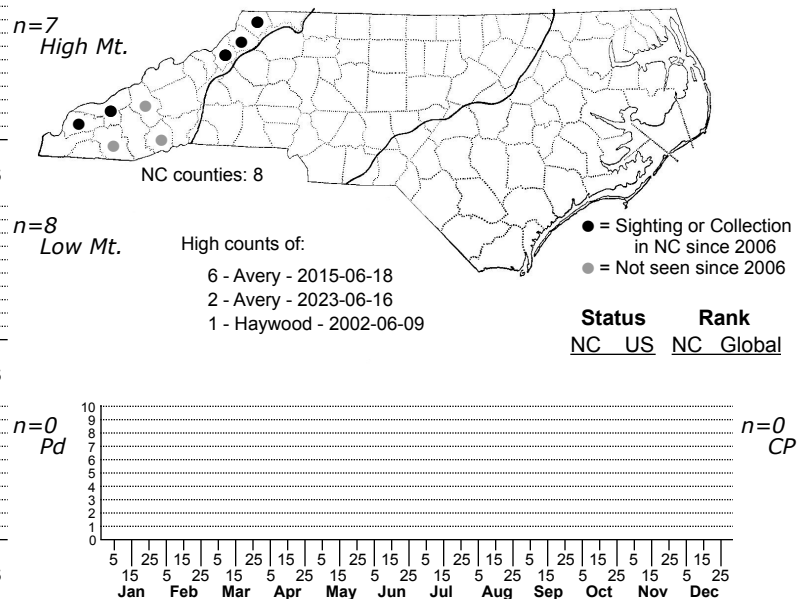 n=7
High Mt.
NC counties: 8
n=8
Low Mt.
High counts of:
6 - Avery - 2015-06-18
2 - Avery - 2023-06-16
1 - Haywood - 2002-06-09
= Sighting or Collection
in NC since 2006
= Not seen since 2006
Status Rank
NC US NC Global
n=0
Pd
10
9
8
7
6
5
4
3
2
1
0
n=0
CP
5 25 15 5 25 15 5 25 15 5 25 15 5 25 15 5 25 15
15 5 25 15 5 25 15 5 25 15 5 25 15 5 25 15 5 25
Jan Feb Mar Apr May Jun Jul Aug Sep Oct Nov Dec